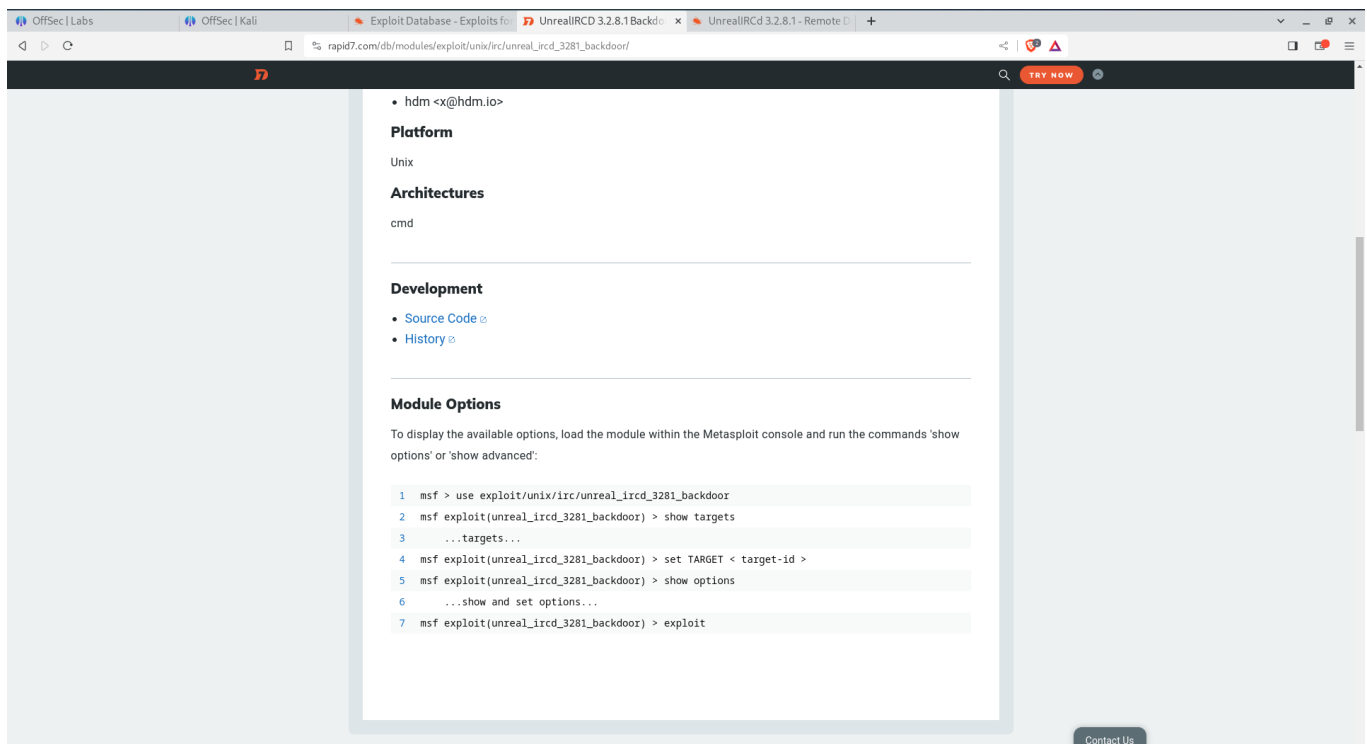 OffSec | Labs
OffSec | Kali
Exploit Database - Exploits for
UnrealIRCD 3.2.8.1 Backdo
UnrealIRCd 3.2.8.1 - Remote D
rapid7.com/db/modules/exploit/unix/irc/unreal_ircd_3281_backdoor/
TRY NOW
• hdm <x@hdm.io>
Platform
Unix
Architectures
cmd
Development
• Source Code
• History
Module Options
To display the available options, load the module within the Metasploit console and run the commands 'show
options' or 'show advanced':
1 msf > use exploit/unix/irc/unreal_ircd_3281_backdoor
2 msf exploit(unreal_ircd_3281_backdoor) > show targets
3 ...targets...
4 msf exploit(unreal_ircd_3281_backdoor) > set TARGET < target-id >
5 msf exploit(unreal_ircd_3281_backdoor) > show options
6 ...show and set options...
7 msf exploit(unreal_ircd_3281_backdoor) > exploit
Contact Us